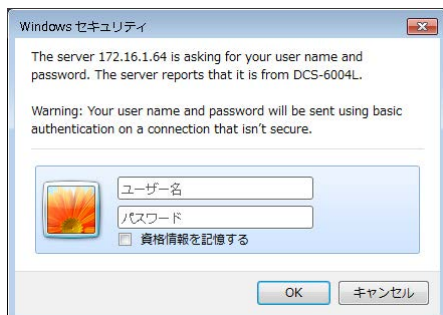 Windows セキュリティ
The server 172.16.1.64 is asking for your user name and
password. The server reports that it is from DCS-6004L.
Warning: Your user name and password will be sent using basic
authentication on a connection that isn't secure.
ユーザー名
パスワード
資格情報を記憶する
OK
キャンセル